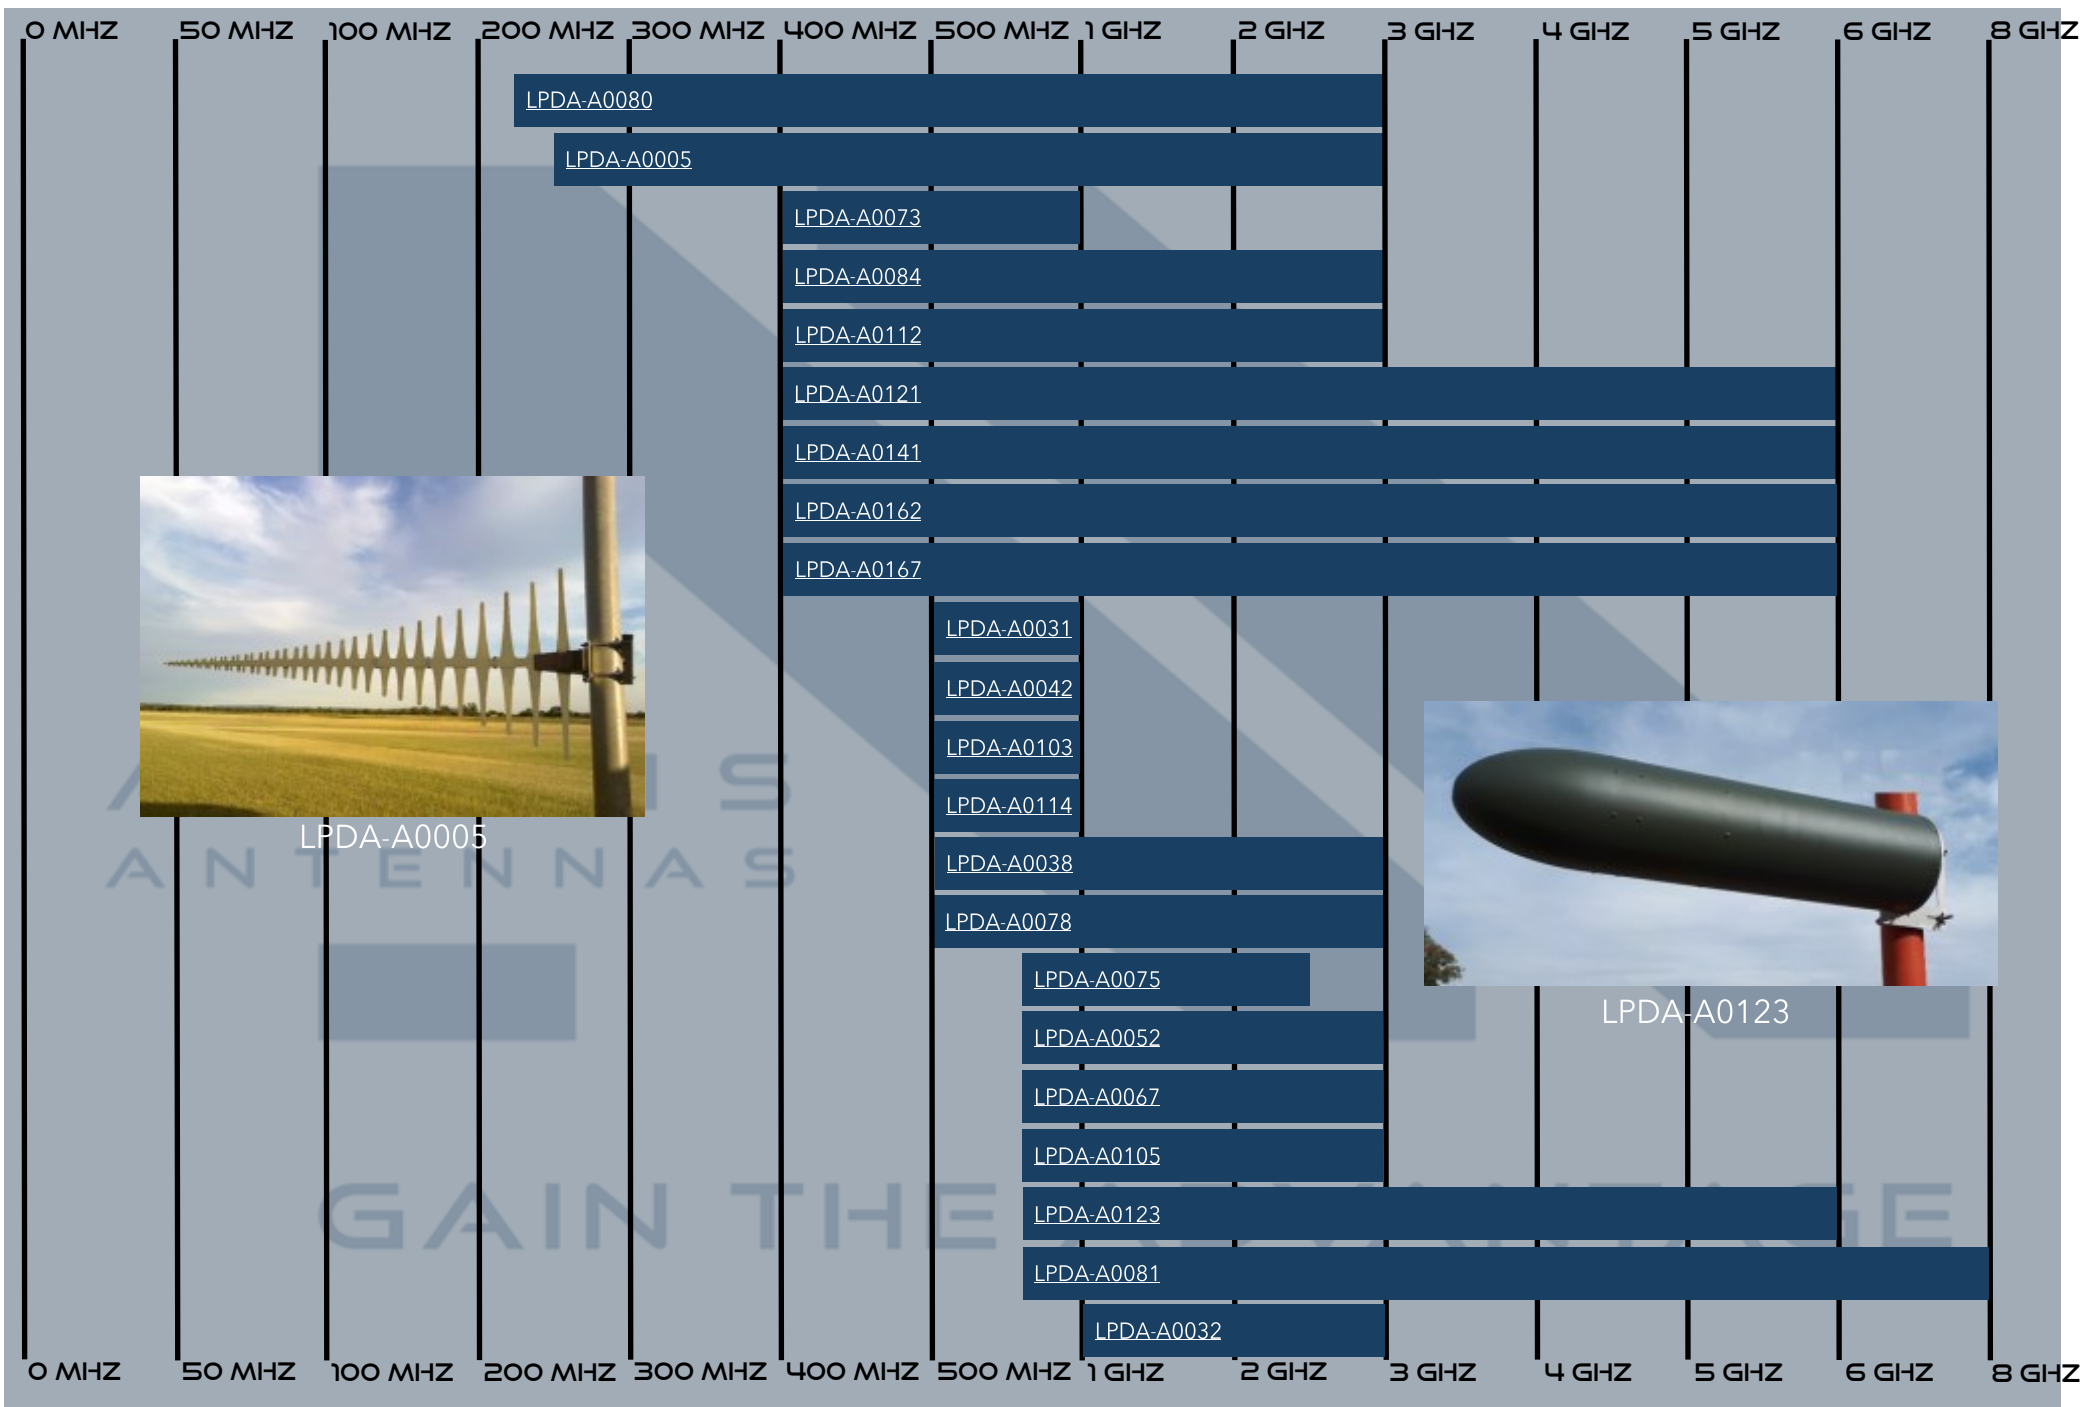 0 MHZ 50 MHZ 100 MHZ 200 MHZ 300 MHZ 400 MHZ 500 MHZ 1 GHZ 2 GHZ 3 GHZ 4 GHZ 5 GHZ 6 GHZ 8 GHZ
LPDA-A0080
LPDA-A0005
LPDA-A0073
LPDA-A0084
LPDA-A0112
LPDA-A0121
LPDA-A0141
LPDA-A0162
LPDA-A0167
LPDA-A0031
LPDA-A0042
LPDA-A0103
LPDA-A0114
LPDA-A0005
ANTENNAS
LPDA-A0038
LPDA-A0078
LPDA-A0075
LPDA-A0123
LPDA-A0052
LPDA-A0067
LPDA-A0105
GAIN THE ADVANTAGE
LPDA-A0123
LPDA-A0081
LPDA-A0032
0 MHZ 50 MHZ 100 MHZ 200 MHZ 300 MHZ 400 MHZ 500 MHZ 1 GHZ 2 GHZ 3 GHZ 4 GHZ 5 GHZ 6 GHZ 8 GHZ